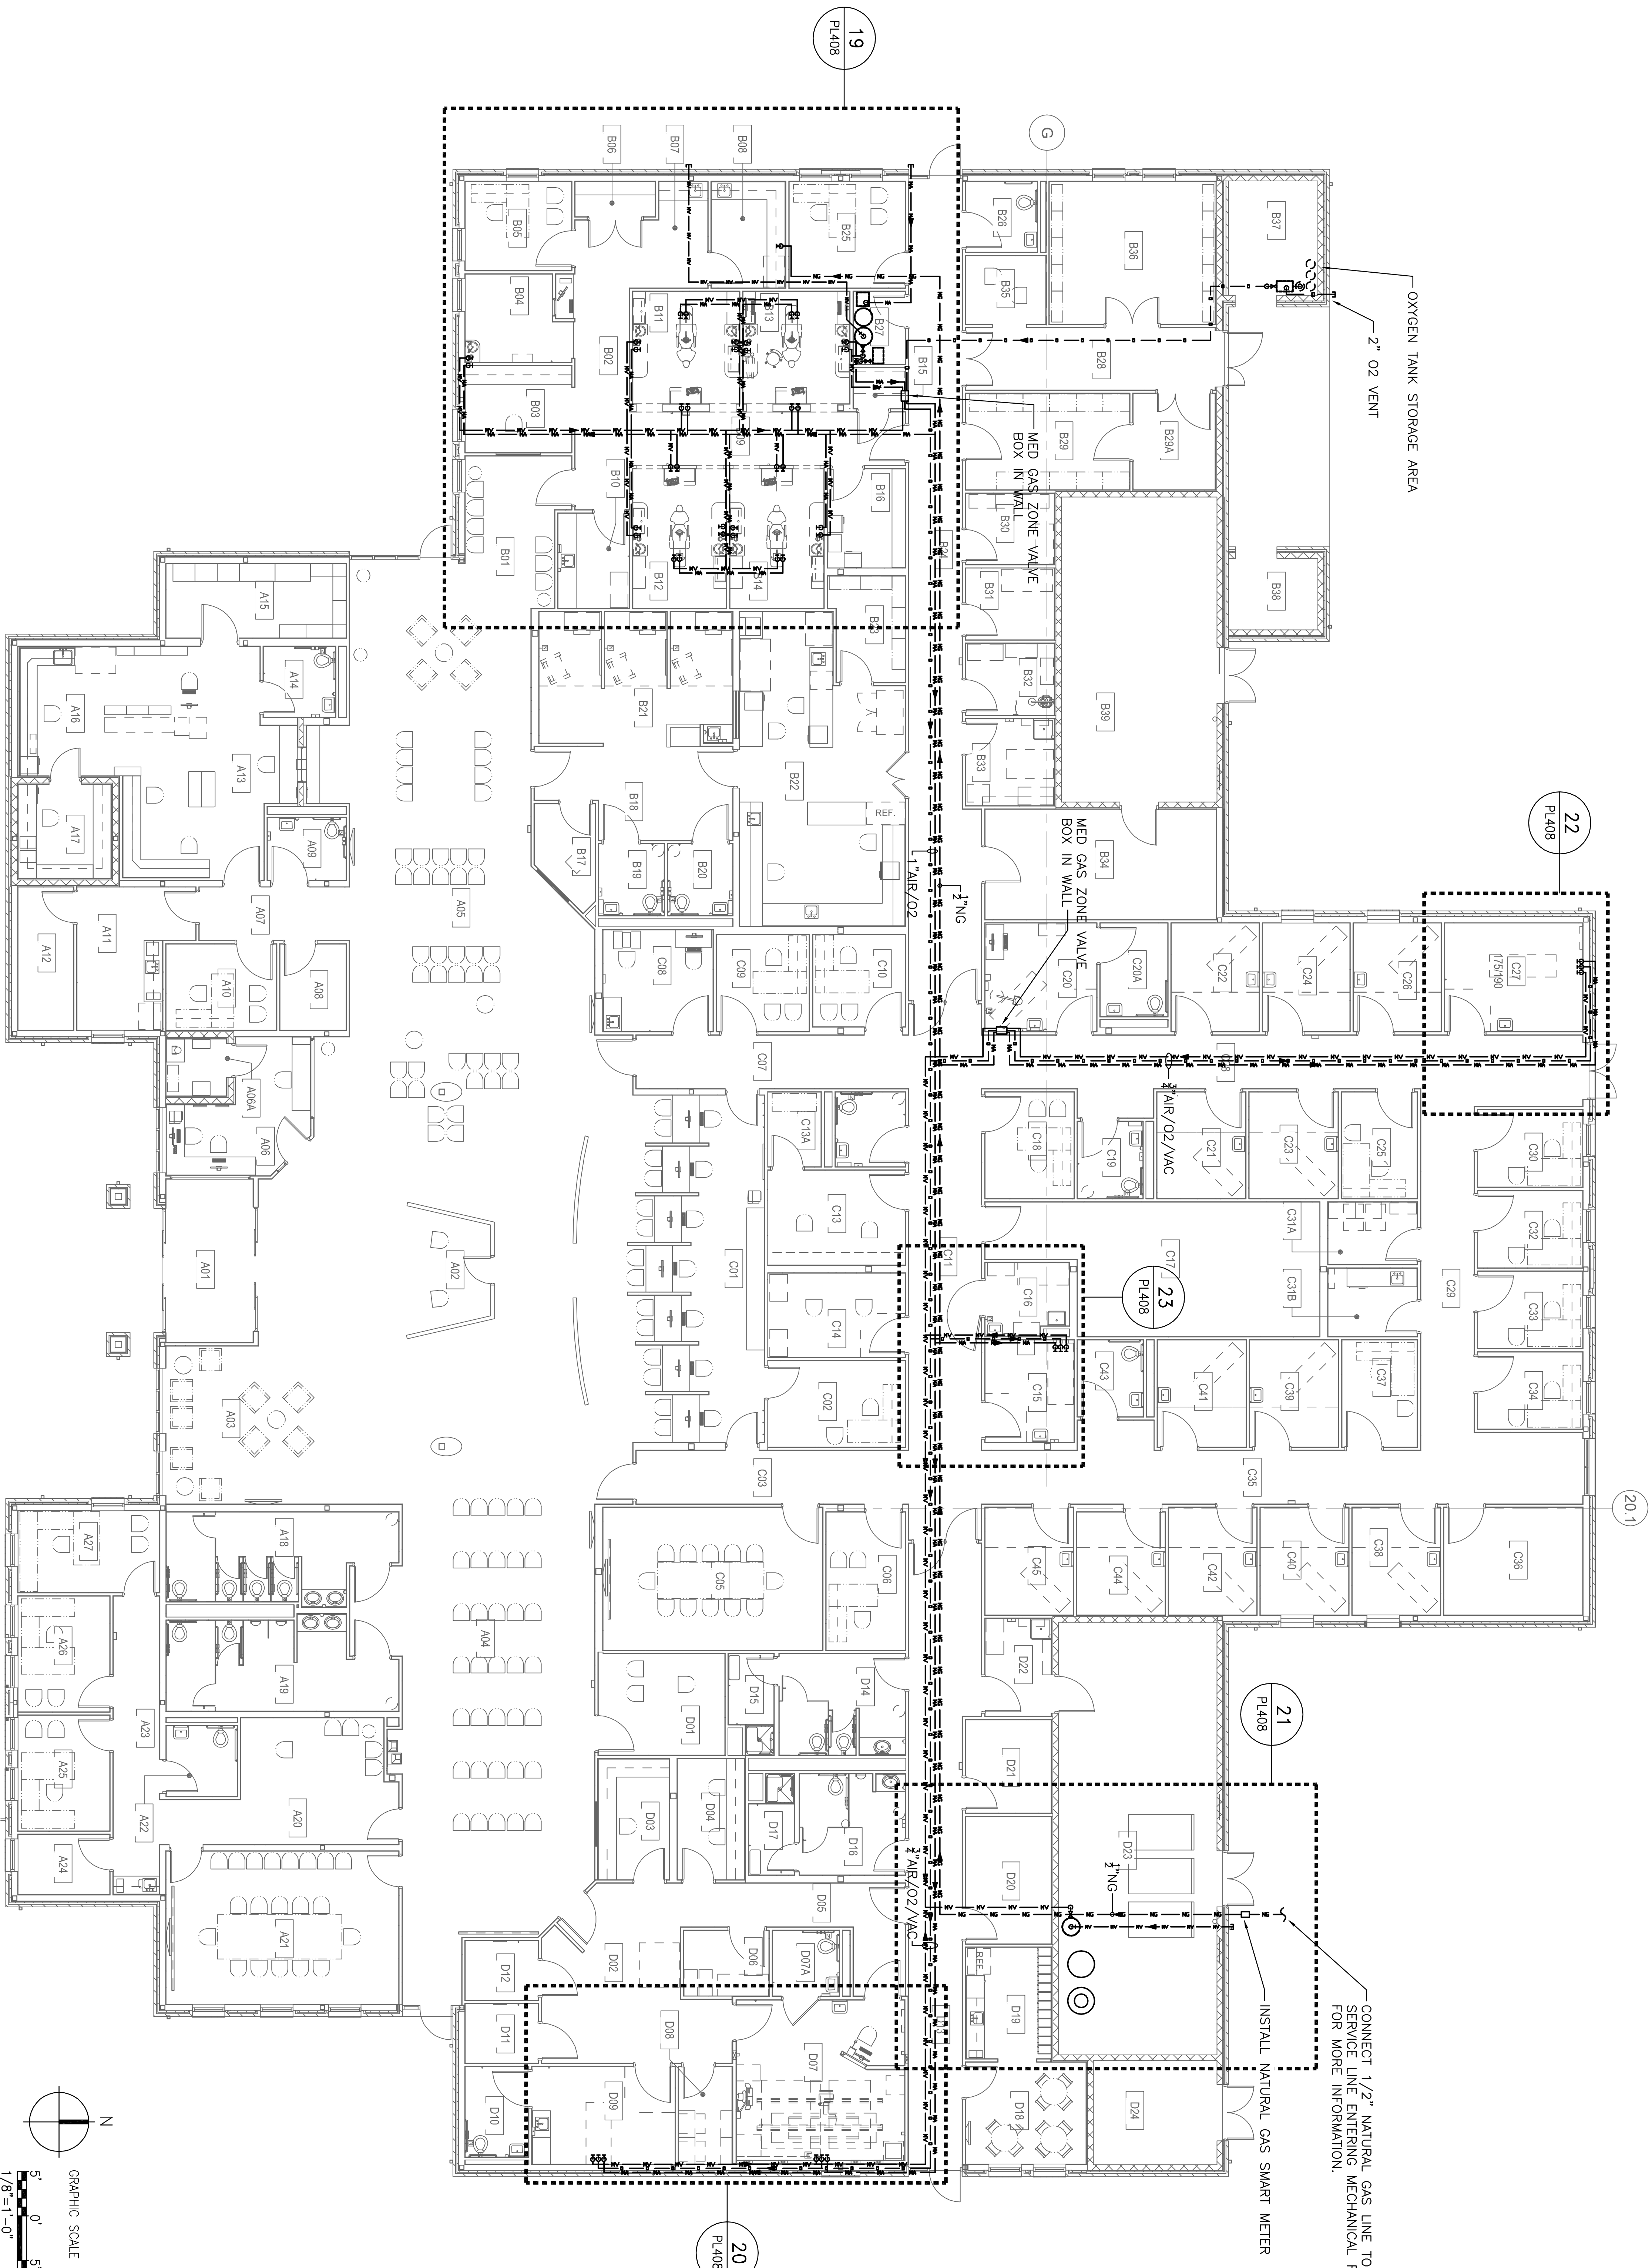 19
PL408
22
PL408
23
PL408
21
PL408
20
PL408
G
20.1
OXYGEN TANK STORAGE AREA
2" O2 VENT
MED GAS ZONE VALVE
BOX IN WALL
MED GAS ZONE VALVE
BOX IN WALL
1"AIR/O2
1/2"NG
3/4"AIR/O2/VAC
3/4"AIR/O2/VAC
1/2"NG
CONNECT 1/2" NATURAL GAS LINE TO
SERVICE LINE ENTERING MECHANICAL
FOR MORE INFORMATION.
INSTALL NATURAL GAS SMART METER
B06
B07
B08
B05
B04
B03
B02
B01
B25
B11
B13
B27
B15
B10
B12
B14
B16
B23
B24
B26
B35
B36
B37
B28
B29
B29A
B30
B31
B38
B32
B33
B39
B34
B21
B22
REF.
B18
B17
B19
B20
A15
A14
A16
A13
A17
A09
A07
A05
A11
A12
A10
A08
A06A
A06
A01
A02
A03
A04
A18
A19
A27
A26
A23
A25
A22
A24
A20
A21
C08
C09
C10
C07
C20
C20A
C22
C24
C26
C27
175/190
C13A
C13
C01
C14
C02
C03
C11
C18
C19
C21
C23
C25
C31A
C31B
C17
C16
C15
C43
C41
C39
C37
C29
C30
C32
C33
C34
C35
C36
C38
C40
C42
C44
C45
C05
C06
D01
D15
D14
D03
D04
D17
D16
D05
D02
D12
D11
D06
D07A
D08
D07
D09
D10
D22
D21
D20
D23
REF.
D19
D18
D24
N
GRAPHIC SCALE
5'
0'
5'
1/8"=1'-0"